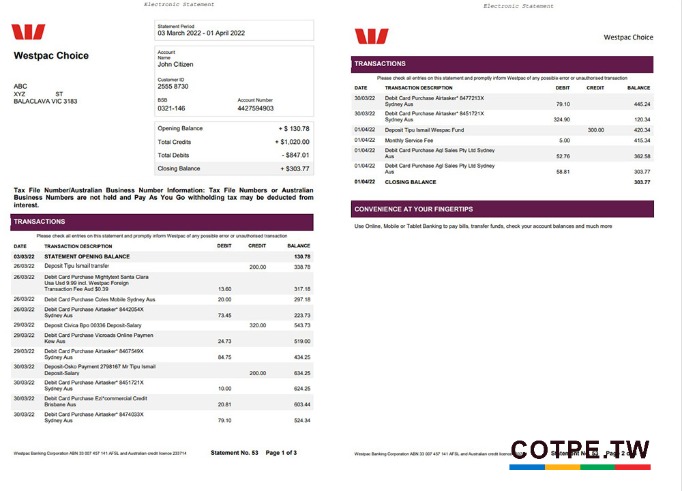 Electronic Statement
Westpac Choice
ABC
XYZ ST
BALACLAVA VIC 3183
Statement Period
03 March 2022 - 01 April 2022
Account
Name
John Citizen
Customer ID
2555 8730
BSB Account Number
0321-146 4427594903
Opening Balance + $ 130.78
Total Credits + $1,020.00
Total Debits - $847.01
Closing Balance + $303.77
Tax File Number/Australian Business Number Information: Tax File Numbers or Australian
Business Numbers are not held and Pay As You Go withholding tax may be deducted from
interest.
TRANSACTIONS
Please check all entries on this statement and promptly inform Westpac of any possible error or unauthorised transaction
DATE TRANSACTION DESCRIPTION DEBIT CREDIT BALANCE
03/03/22 STATEMENT OPENING BALANCE 130.78
26/03/22 Deposit Tipu Ismail transfer 200.00 338.78
26/03/22 Debit Card Purchase Mightytext Santa Clara
Usa Usd 9.99 incl. Westpac Foreign
Transaction Fee Aud $0.39 13.60 317.18
26/03/22 Debit Card Purchase Coles Mobile Sydney Aus 20.00 297.18
26/03/22 Debit Card Purchase Airtasker* 8442054X
Sydney Aus 73.45 223.73
29/03/22 Deposit Civica Bpo 00336 Deposit-Salary 320.00 543.73
29/03/22 Debit Card Purchase Vicroads Online Paymen
Kew Aus 24.73 519.00
29/03/22 Debit Card Purchase Airtasker* 8467549X
Sydney Aus 84.75 434.25
30/03/22 Deposit-Osko Payment 2798167 Mr Tipu Ismail
Deposit-Salary 200.00 634.25
30/03/22 Debit Card Purchase Airtasker* 8451721X
Sydney Aus 10.00 624.25
30/03/22 Debit Card Purchase Ezi*commercial Credit
Brisbane Aus 20.81 603.44
30/03/22 Debit Card Purchase Airtasker* 8474033X
Sydney Aus 79.10 524.34
Westpac Banking Corporation ABN 33 007 457 141 AFSL and Australian credit licence 233714 Statement No. 53 Page 1 of 3
Electronic Statement
Westpac Choice
TRANSACTIONS
Please check all entries on this statement and promptly inform Westpac of any possible error or unauthorised transaction
DATE TRANSACTION DESCRIPTION DEBIT CREDIT BALANCE
30/03/22 Debit Card Purchase Airtasker* 8477213X
Sydney Aus 79.10 445.24
30/03/22 Debit Card Purchase Airtasker* 8451721X
Sydney Aus 324.90 120.34
01/04/22 Deposit Tipu Ismail Wespac Fund 300.00 420.34
01/04/22 Monthly Service Fee 5.00 415.34
01/04/22 Debit Card Purchase Agl Sales Pty Ltd Sydney
Aus 52.76 362.58
01/04/22 Debit Card Purchase Agl Sales Pty Ltd Sydney
Aus 58.81 303.77
01/04/22 CLOSING BALANCE 303.77
CONVENIENCE AT YOUR FINGERTIPS
Use Online, Mobile or Tablet Banking to pay bills, transfer funds, check your account balances and much more
Westpac Banking Corporation ABN 33 007 457 141 AFSL and Australian credit licence
COTPE.TW